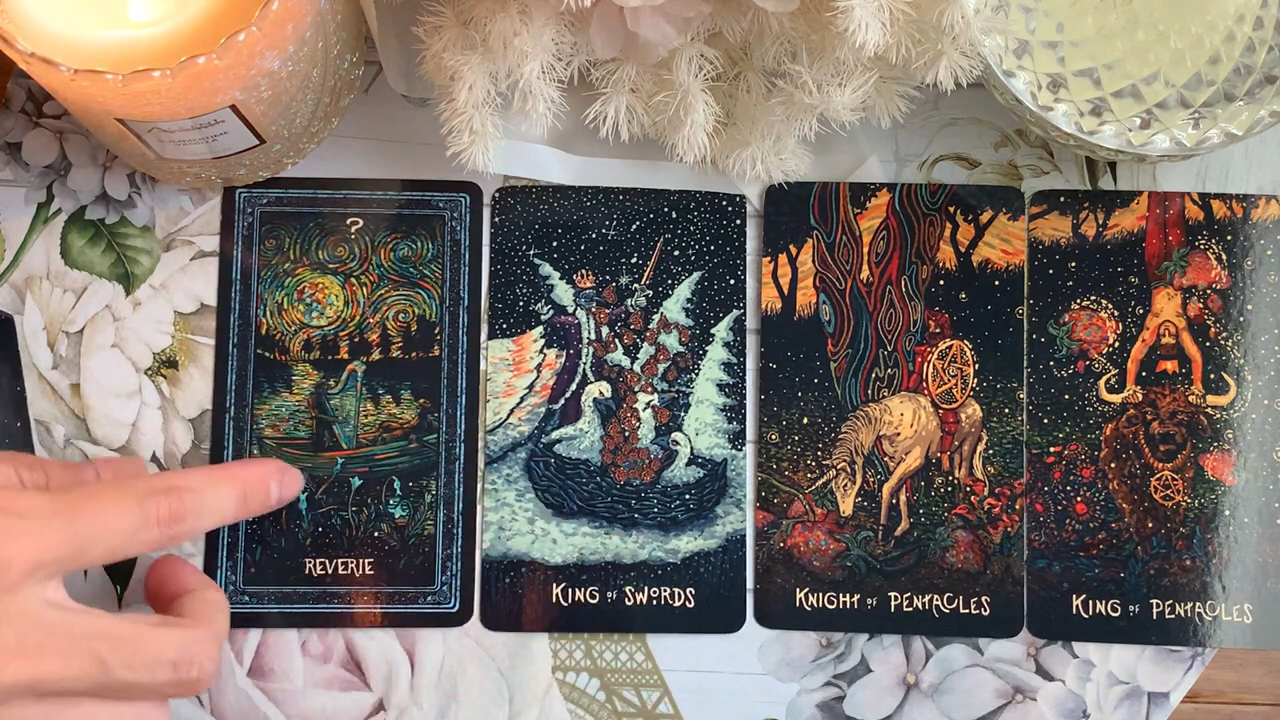 ?
REVERIE
KING OF SWORDS
KNIGHT OF PENTACLES
KING OF PENTACLES